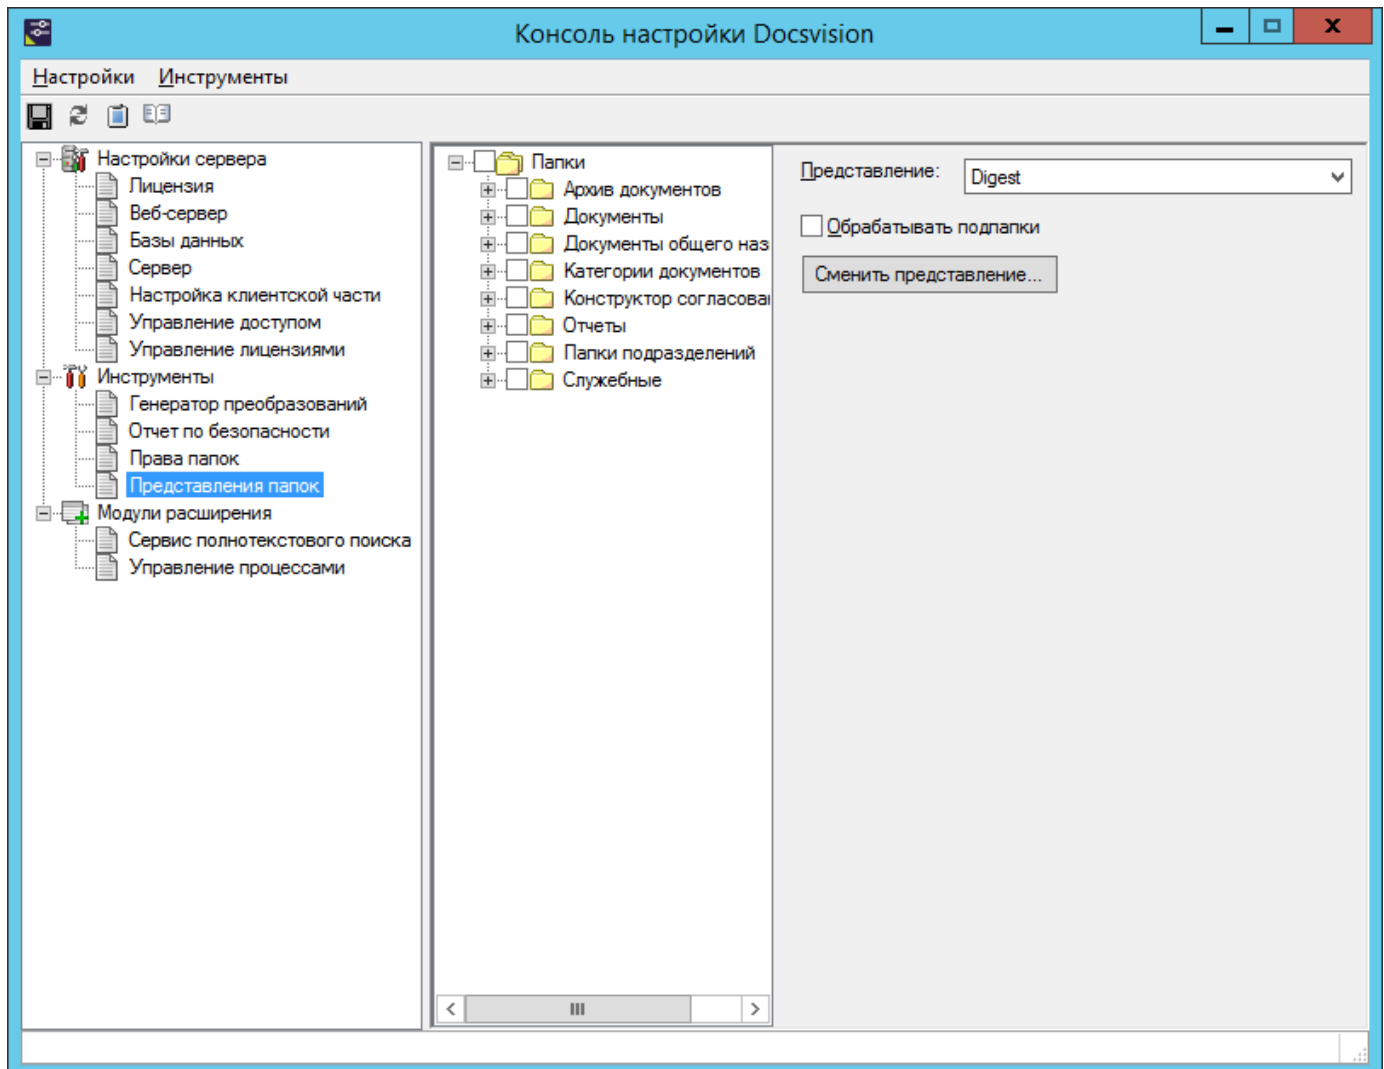 Консоль настройки Docsvision
Настройки Инструменты
Настройки сервера
Лицензия
Веб-сервер
Базы данных
Сервер
Настройка клиентской части
Управление доступом
Управление лицензиями
Инструменты
Генератор преобразований
Отчет по безопасности
Права папок
Представления папок
Модули расширения
Сервис полнотекстового поиска
Управление процессами
Папки
Архив документов
Документы
Документы общего наз
Категории документов
Конструктор согласова
Отчеты
Папки подразделений
Служебные
Представление: Digest
Обрабатывать подпапки
Сменить представление...